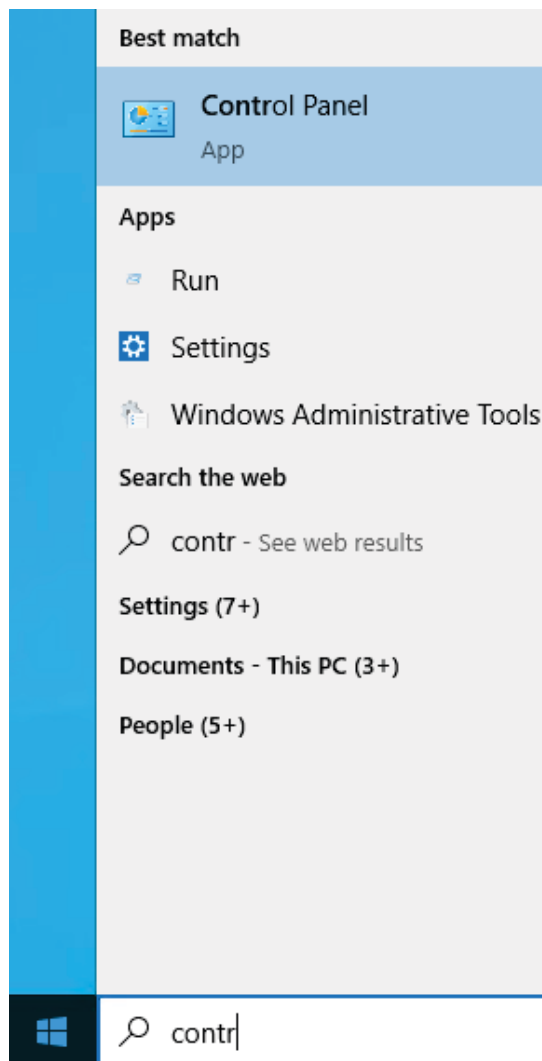 Best match
Control Panel
App
Apps
Run
Settings
Windows Administrative Tools
Search the web
contr - See web results
Settings (7+)
Documents - This PC (3+)
People (5+)
contr